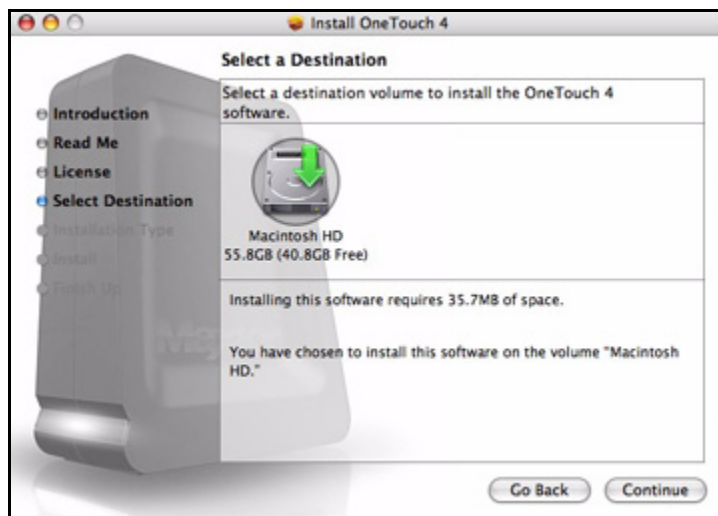 Install OneTouch 4
Select a Destination
Introduction
Read Me
License
Select Destination
Installation Type
Install
Finish Up
Select a destination volume to install the OneTouch 4
software.
Macintosh HD
55.8GB (40.8GB Free)
Installing this software requires 35.7MB of space.
You have chosen to install this software on the volume "Macintosh
HD."
Maxtor
Go Back
Continue